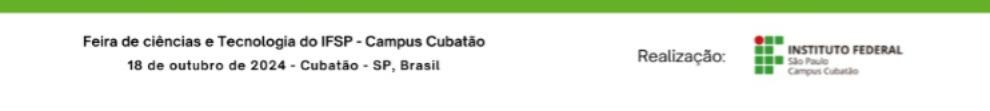 Feira de ciências e Tecnologia do IFSP - Campus Cubatão
18 de outubro de 2024 - Cubatão - SP, Brasil
Realização:
INSTITUTO FEDERAL
São Paulo
Campus Cubatão